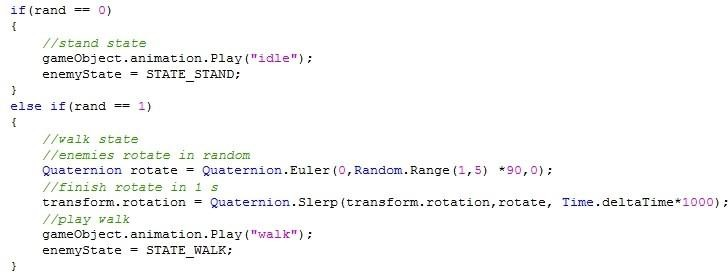 if(rand == 0)
{
//stand state
gameObject.animation.Play("idle");
enemyState = STATE_STAND;
}
else if(rand == 1)
{
//walk state
//enemies rotate in random
Quaternion rotate = Quaternion.Euler(0,Random.Range(1,5) *90,0);
//finish rotate in 1 s
transform.rotation = Quaternion.Slerp(transform.rotation,rotate, Time.deltaTime*1000);
//play walk
gameObject.animation.Play("walk");
enemyState = STATE_WALK;
}